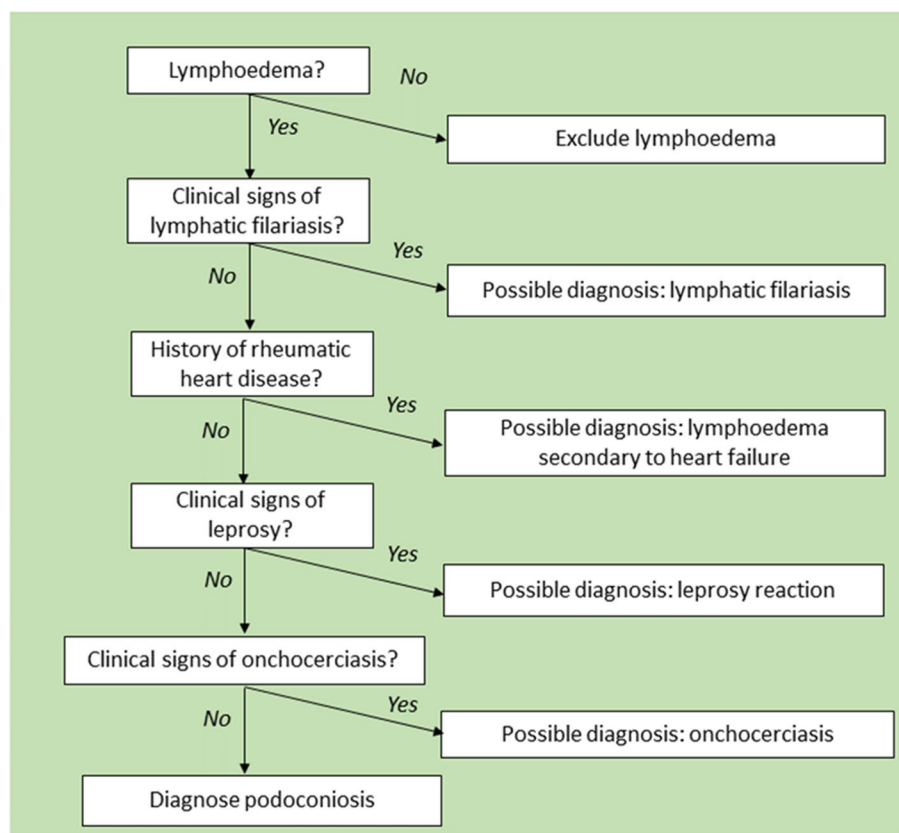 Lymphoedema?
No
Yes
Exclude lymphoedema
Clinical signs of
lymphatic filariasis?
Yes
No
Possible diagnosis: lymphatic filariasis
History of rheumatic
heart disease?
Yes
No
Possible diagnosis: lymphoedema
secondary to heart failure
Clinical signs of
leprosy?
Yes
No
Possible diagnosis: leprosy reaction
Clinical signs of onchocerciasis?
Yes
No
Possible diagnosis: onchocerciasis
Diagnose podoconiosis